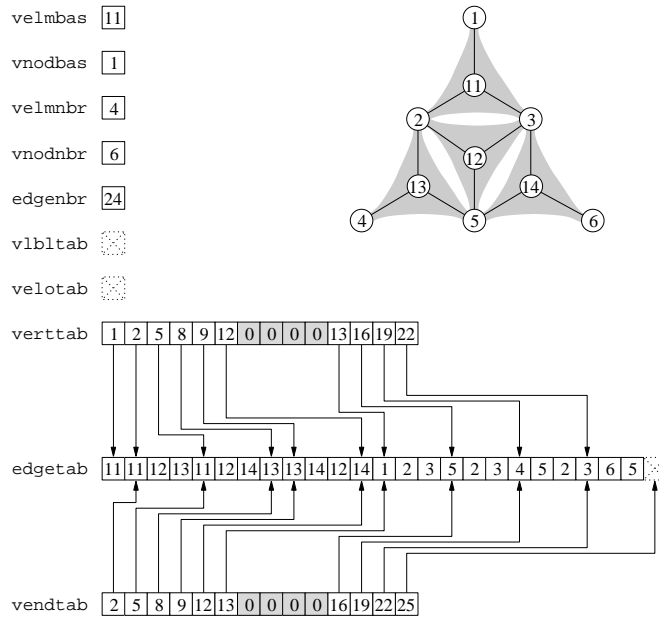 velmbas 11
vnodbas 1
velmnbr 4
vnodnbr 6
edgenbr 24
vlbltab
velotab
1
11
2 3
12
13 14
4 5 6
verttab 1 2 5 8 9 12 0 0 0 0 13 16 19 22
edgetab 11 11 12 13 11 12 14 13 13 14 12 14 1 2 3 5 2 3 4 5 2 3 6 5
vendtab 2 5 8 9 12 13 0 0 0 0 16 19 22 25